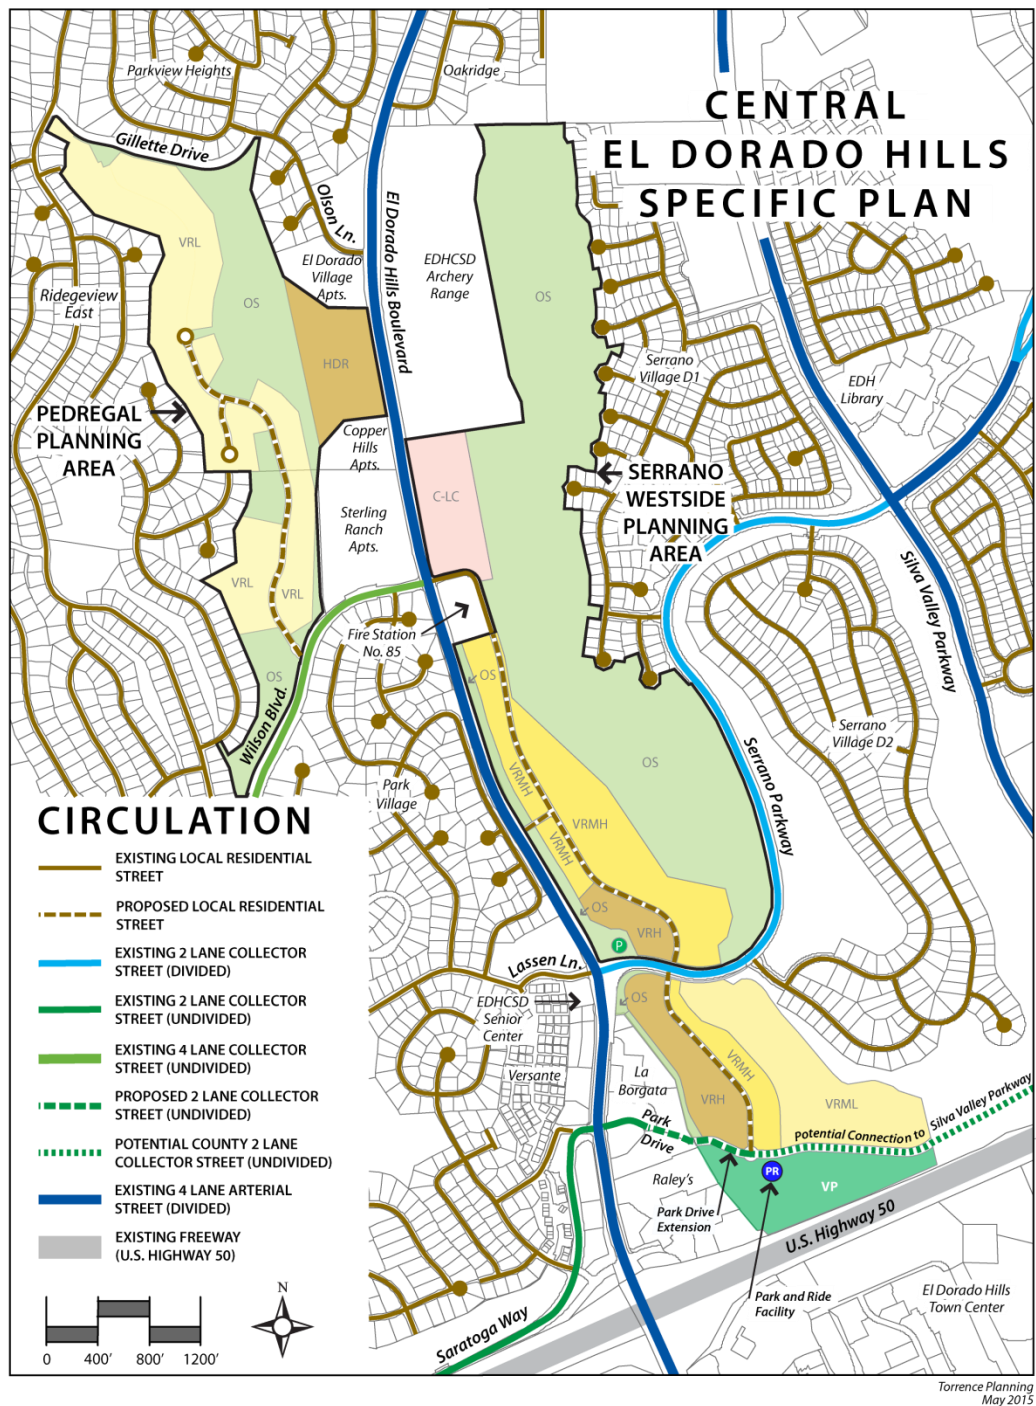 CENTRAL
EL DORADO HILLS
SPECIFIC PLAN
Parkview Heights
Oakridge
Gillette Drive
Olson Ln.
El Dorado
Village
Apts.
El Dorado Hills Boulevard
EDHCSD
Archery
Range
VRL
OS
OS
HDR
Ridgeview
East
Serrano
Village D1
EDH
Library
PEDREGAL
PLANNING
AREA
Copper
Hills
Apts.
Sterling
Ranch
Apts.
C-LC
SERRANO
WESTSIDE
PLANNING
AREA
Silva Valley Parkway
VRL
VRL
Fire Station
No. 85
OS
OS
Wilson Blvd.
Serrano
Village D2
Serrano Parkway
OS
Park
Village
VRMH
VRMH
VRMH
OS
VRH
P
Lassen Ln.
EDHCSD
Senior
Center
OS
Versante
La
Borgata
VRMH
VRH
VRML
Park
Drive
Potential Connection to
Silva Valley Parkway
Raley's
PR
VP
Park Drive
Extension
U.S. Highway 50
Park and Ride
Facility
El Dorado Hills
Town Center
Saratoga Way
CIRCULATION
EXISTING LOCAL RESIDENTIAL
STREET
PROPOSED LOCAL RESIDENTIAL
STREET
EXISTING 2 LANE COLLECTOR
STREET (DIVIDED)
EXISTING 2 LANE COLLECTOR
STREET (UNDIVIDED)
EXISTING 4 LANE COLLECTOR
STREET (UNDIVIDED)
PROPOSED 2 LANE COLLECTOR
STREET (UNDIVIDED)
POTENTIAL COUNTY 2 LANE
COLLECTOR STREET (UNDIVIDED)
EXISTING 4 LANE ARTERIAL
STREET (DIVIDED)
EXISTING FREEWAY
(U.S. HIGHWAY 50)
N
0 400' 800' 1200'
Torrence Planning
May 2015